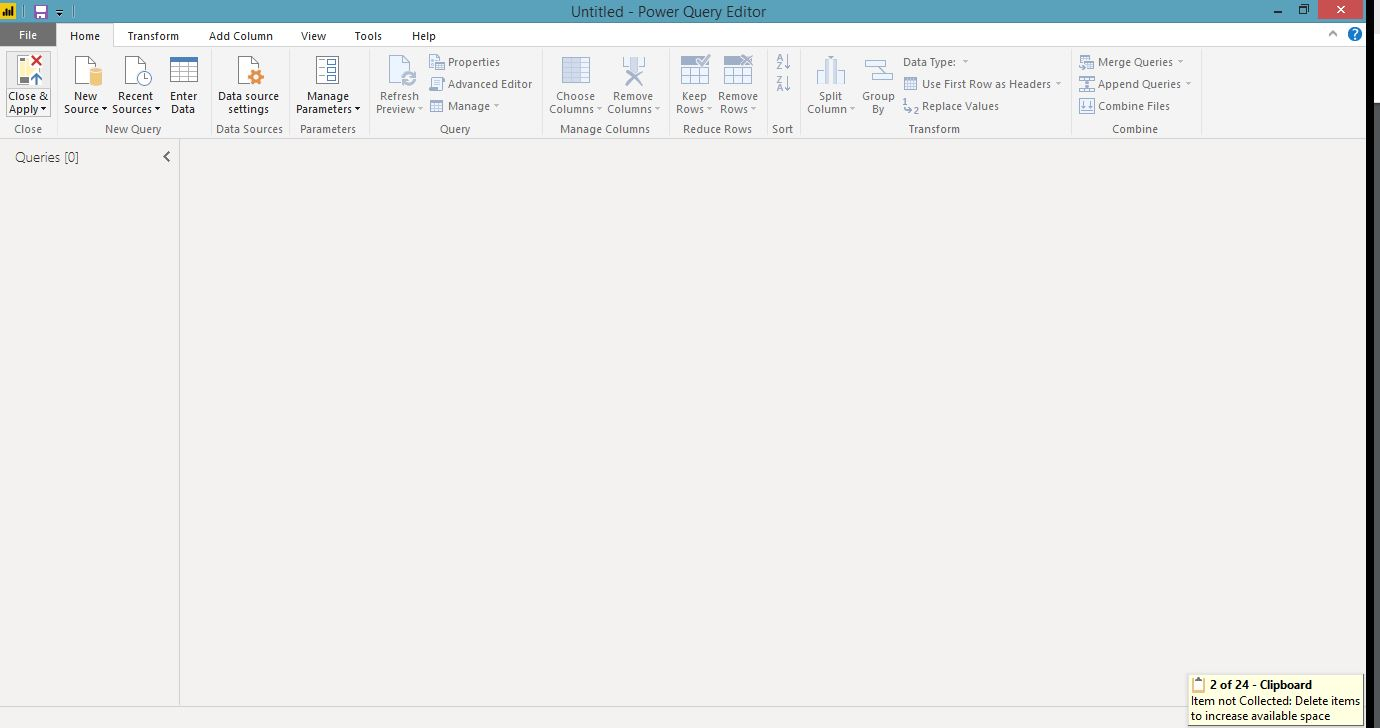 Untitled - Power Query Editor
File Home Transform Add Column View Tools Help
Close & Apply
New Source
Recent Sources
Enter Data
Data source settings
Manage Parameters
Refresh Preview
Properties
Advanced Editor
Manage
Choose Columns
Remove Columns
Keep Rows
Remove Rows
A Z
Z A
Split Column
Group By
Data Type:
Use First Row as Headers
1 2 Replace Values
Merge Queries
Append Queries
Combine Files
Close New Query Data Sources Parameters Query Manage Columns Reduce Rows Sort Transform Combine
Queries [0]
2 of 24 - Clipboard
Item not Collected: Delete items
to increase available space